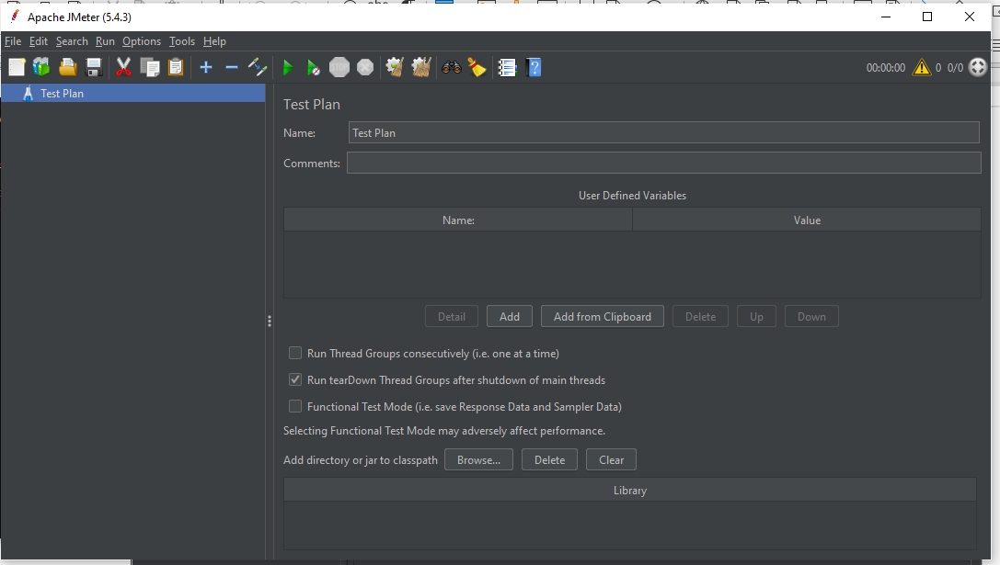 Apache JMeter (5.4.3)
File Edit Search Run Options Tools Help
STOP 00:00:00 0 0/0
Test Plan
Test Plan
Name: Test Plan
Comments:
User Defined Variables
Name: Value
Detail Add Add from Clipboard Delete Up Down
Run Thread Groups consecutively (i.e. one at a time)
Run tearDown Thread Groups after shutdown of main threads
Functional Test Mode (i.e. save Response Data and Sampler Data)
Selecting Functional Test Mode may adversely affect performance.
Add directory or jar to classpath Browse... Delete Clear
Library